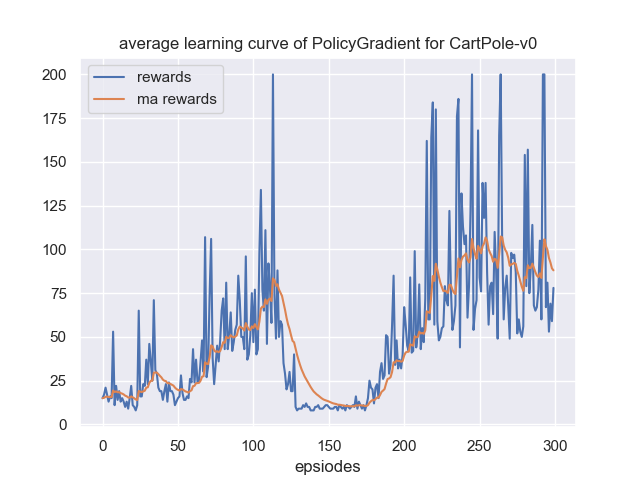 average learning curve of PolicyGradient for CartPole-v0
rewards
ma rewards
200
175
150
125
100
75
50
25
0
0 50 100 150 200 250 300
epsiodes